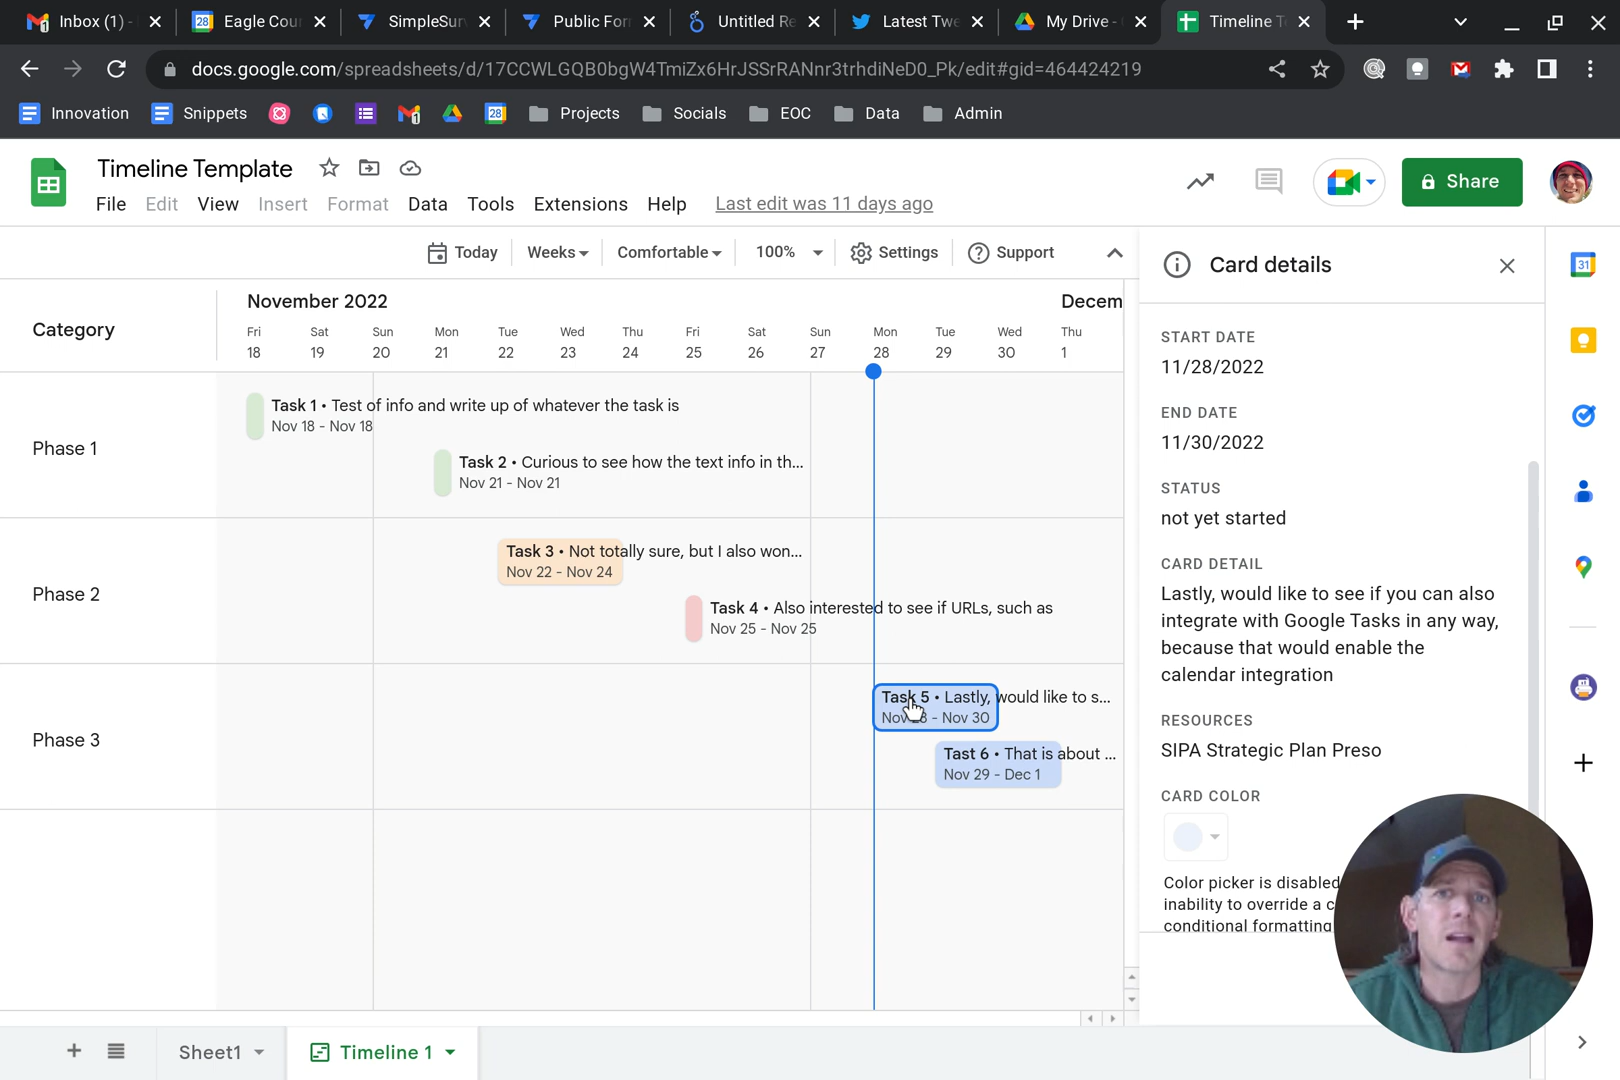 Inbox (1) -
Eagle Cou
SimpleSur
Public For
Untitled Re
Latest Twe
My Drive -
Timeline T
docs.google.com/spreadsheets/d/17CCWLGQB0bgW4TmiZx6HrJSSrRANnr3trhdiNeD0_Pk/edit#gid=464424219
Innovation
Snippets
Projects
Socials
EOC
Data
Admin
Timeline Template
File Edit View Insert Format Data Tools Extensions Help Last edit was 11 days ago
Share
Today Weeks Comfortable 100% Settings Support
Category
November 2022
Decem
Fri Sat Sun Mon Tue Wed Thu Fri Sat Sun Mon Tue Wed Thu
18 19 20 21 22 23 24 25 26 27 28 29 30 1
Phase 1
Task 1 • Test of info and write up of whatever the task is
Nov 18 - Nov 18
Task 2 • Curious to see how the text info in th...
Nov 21 - Nov 21
Phase 2
Task 3 • Not totally sure, but I also won...
Nov 22 - Nov 24
Task 4 • Also interested to see if URLs, such as
Nov 25 - Nov 25
Phase 3
Task 5 • Lastly, would like to s...
Nov 28 - Nov 30
Tast 6 • That is about ...
Nov 29 - Dec 1
Card details
START DATE
11/28/2022
END DATE
11/30/2022
STATUS
not yet started
CARD DETAIL
Lastly, would like to see if you can also
integrate with Google Tasks in any way,
because that would enable the
calendar integration
RESOURCES
SIPA Strategic Plan Preso
CARD COLOR
Color picker is disabled
inability to override a c
conditional formatting
Sheet1
Timeline 1